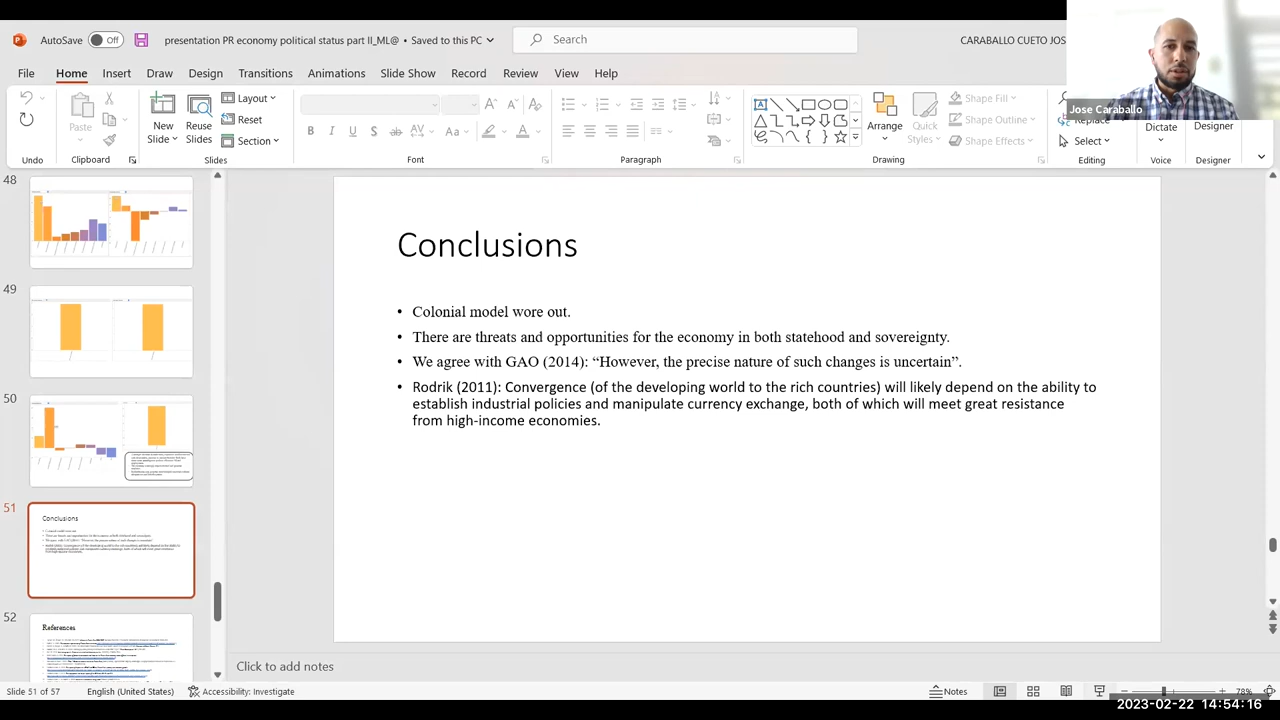 AutoSave Off presentation PR economy political status part II_ML@ • Saved to this PC Search CARABALLO CUETO JOS
File Home Insert Draw Design Transitions Animations Slide Show Record Review View Help
Jose Caraballo
Paste
New Slide
Reuse Slides
Layout
Reset
Section
B I U S
Aa
A
Arrange
Quick Styles
Shape Fill
Shape Outline
Shape Effects
Replace
Select
Dictate
Designer
Undo Clipboard Slides Font Paragraph Drawing Editing Voice Designer
48
49
50
51
Conclusions
52
References
Conclusions
• Colonial model wore out.
• There are threats and opportunities for the economy in both statehood and sovereignty.
• We agree with GAO (2014): “However, the precise nature of such changes is uncertain”.
• Rodrik (2011): Convergence (of the developing world to the rich countries) will likely depend on the ability to
establish industrial policies and manipulate currency exchange, both of which will meet great resistance
from high-income economies.
Click to add notes
Slide 51 of 57 English (United States) Accessibility: Investigate Notes 78%
2023-02-22 14:54:16